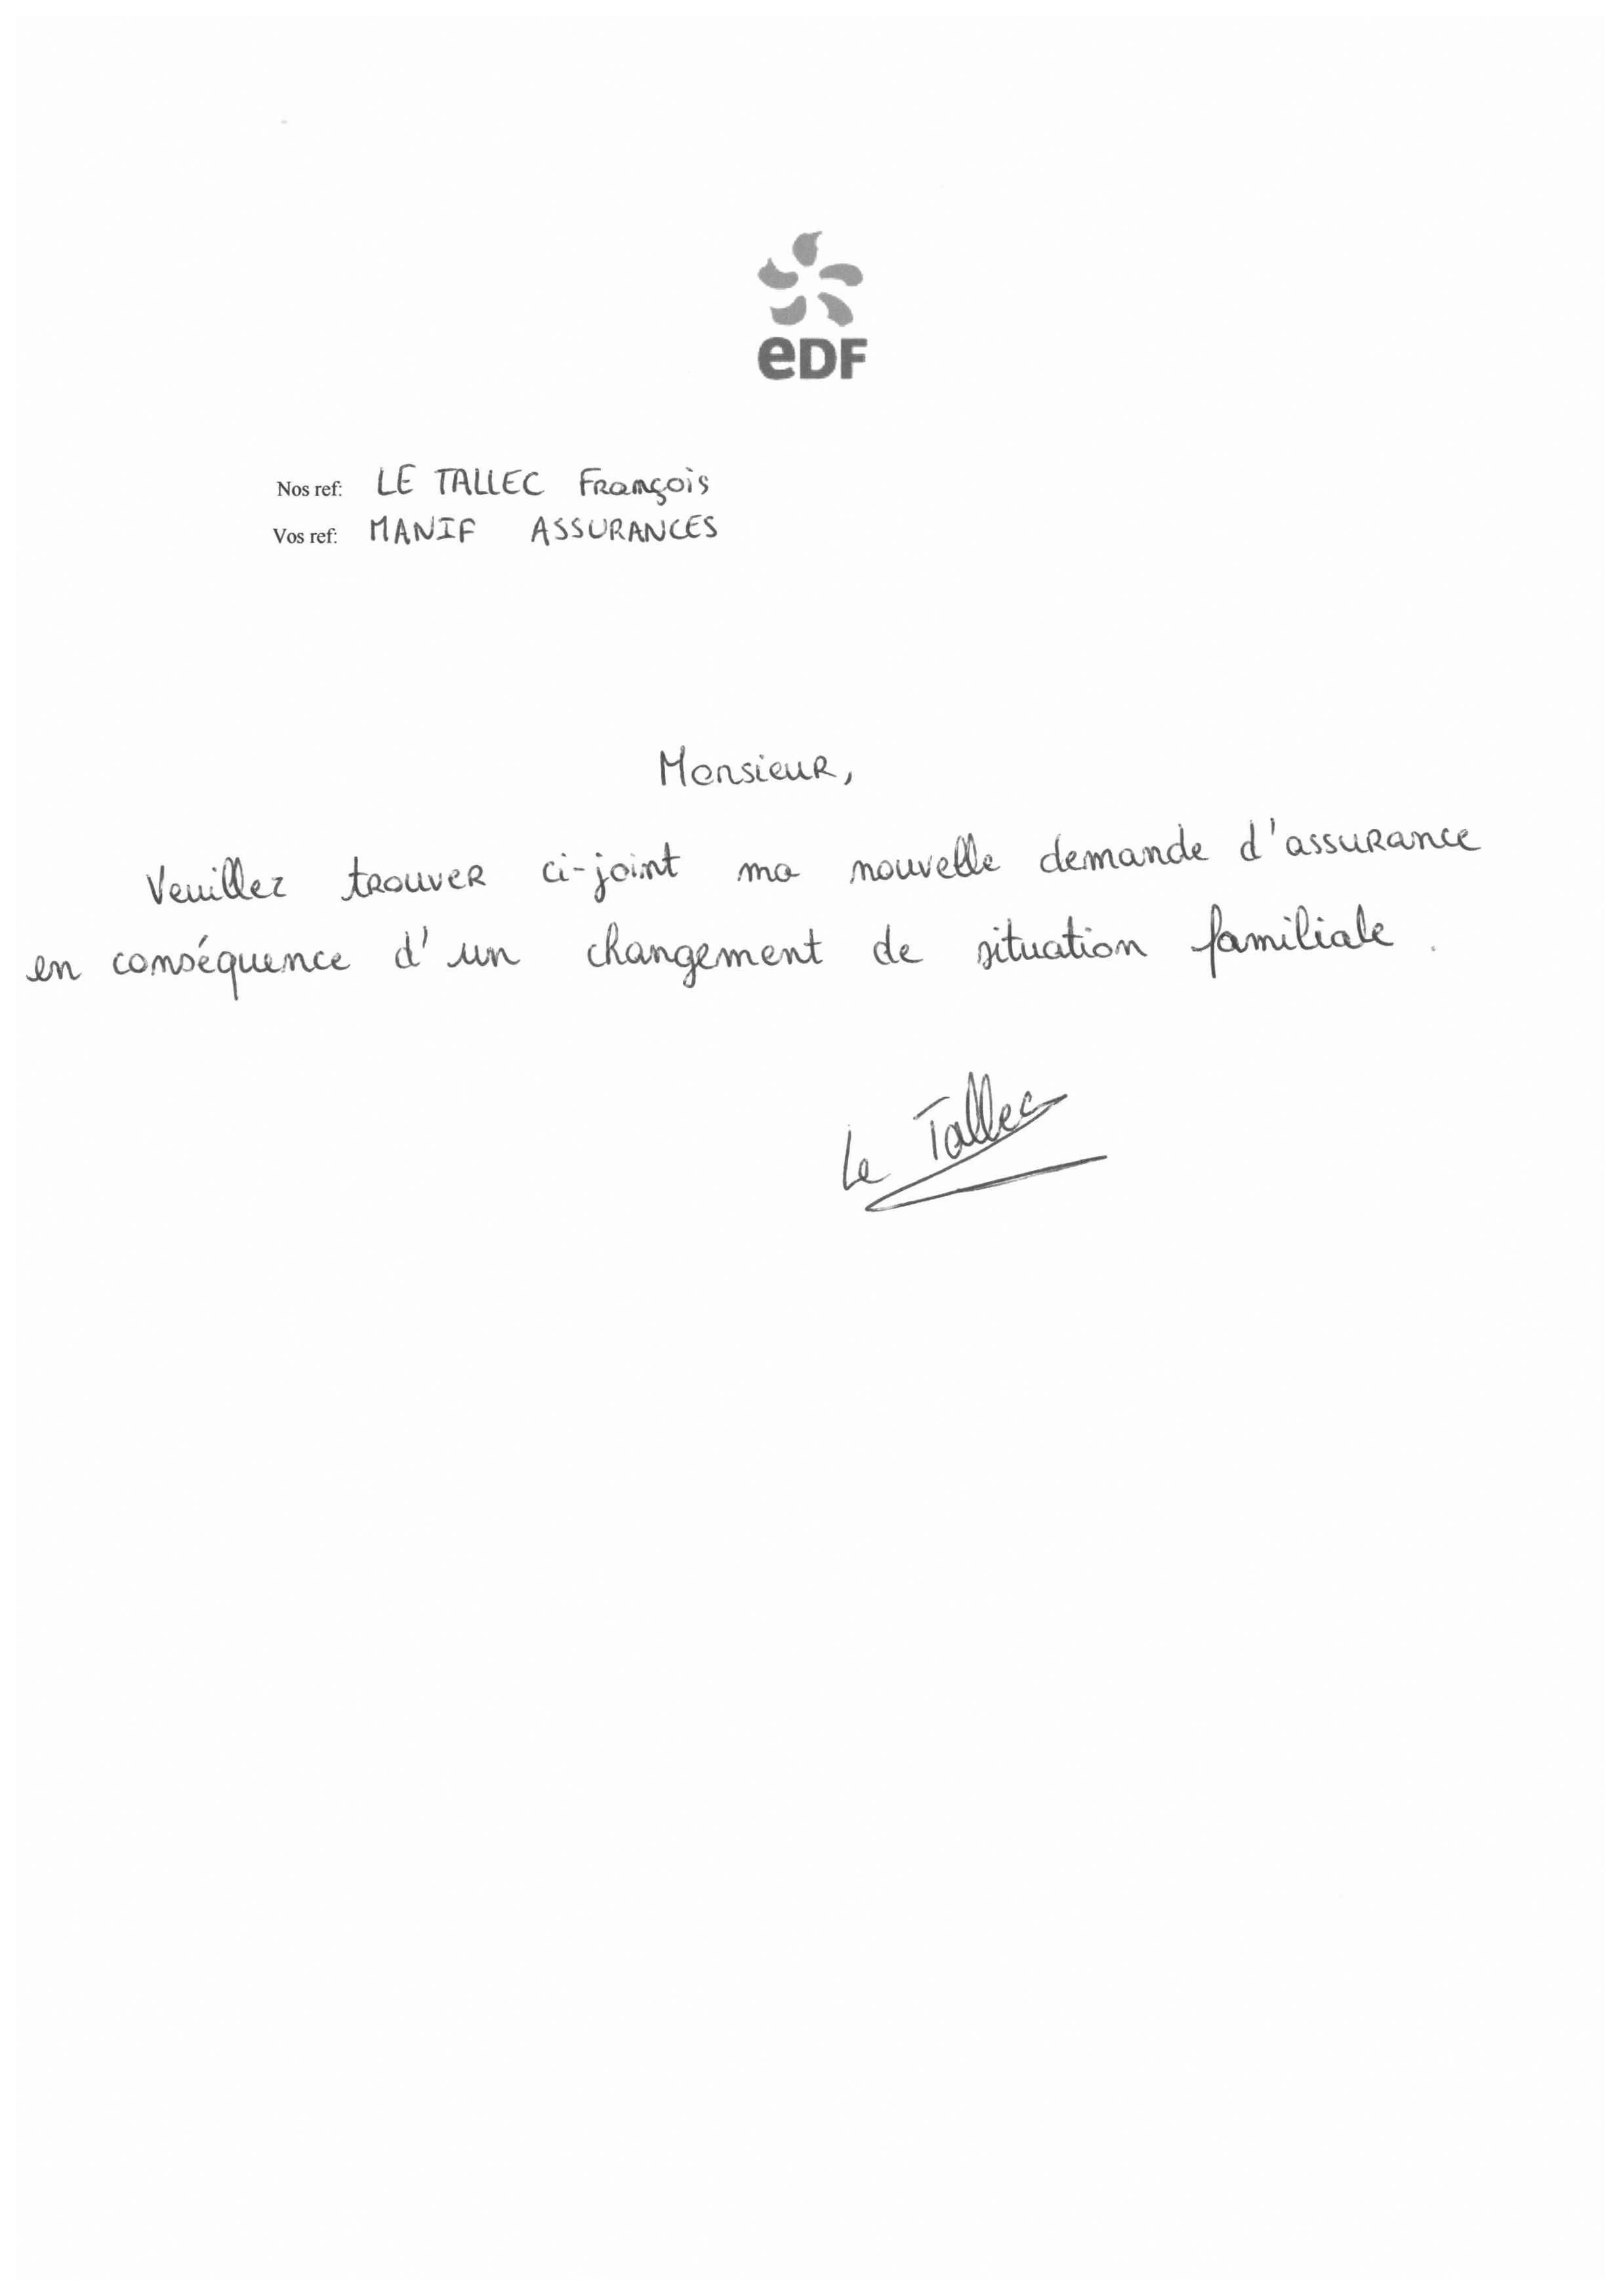 eDF
Nos ref: LE TALLEC François
Vos ref: MANIF ASSURANCES
Monsieur,
Veuillez trouver ci-joint ma nouvelle demande d'assurance
en conséquence d'un changement de situation familiale.
Le Tallec